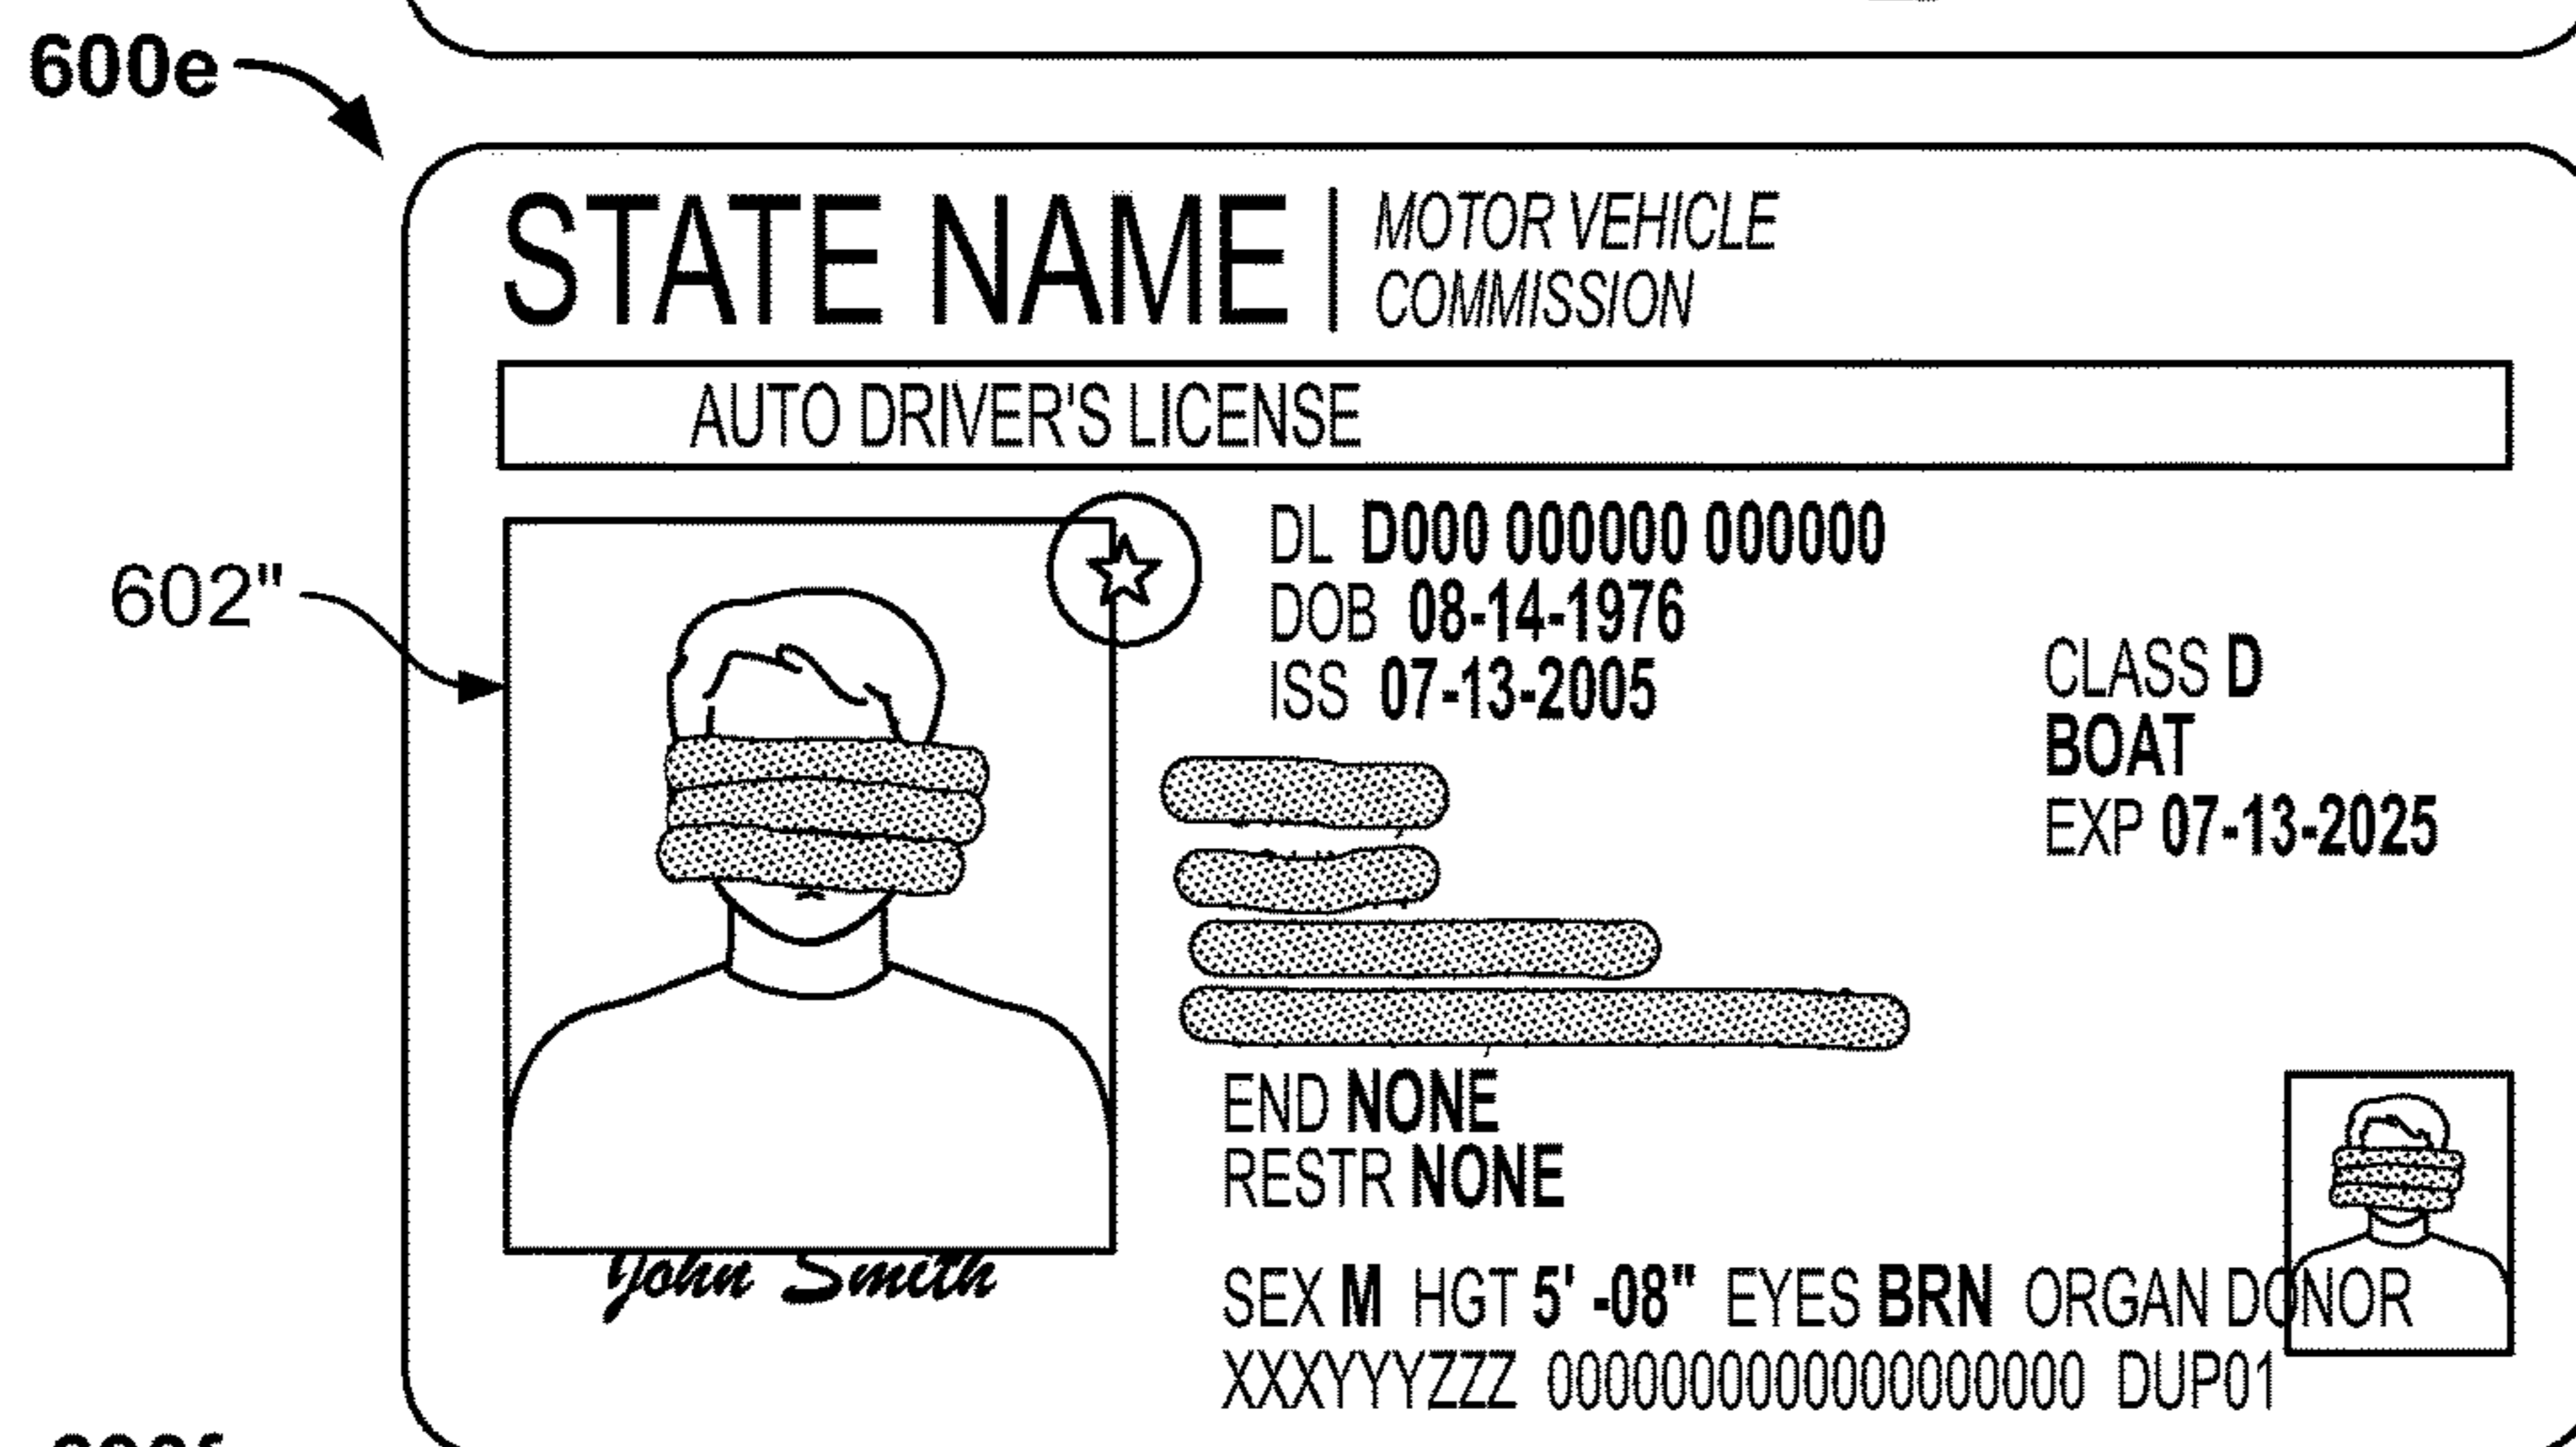 600e
STATE NAME
MOTOR VEHICLE
COMMISSION
AUTO DRIVER'S LICENSE
602"
DL D000 000000 000000
DOB 08-14-1976
ISS 07-13-2005
CLASS D
BOAT
EXP 07-13-2025
END NONE
RESTR NONE
John Smith
SEX M HGT 5' -08" EYES BRN ORGAN DONOR
XXXYYYZZZ 0000000000000000000 DUP01